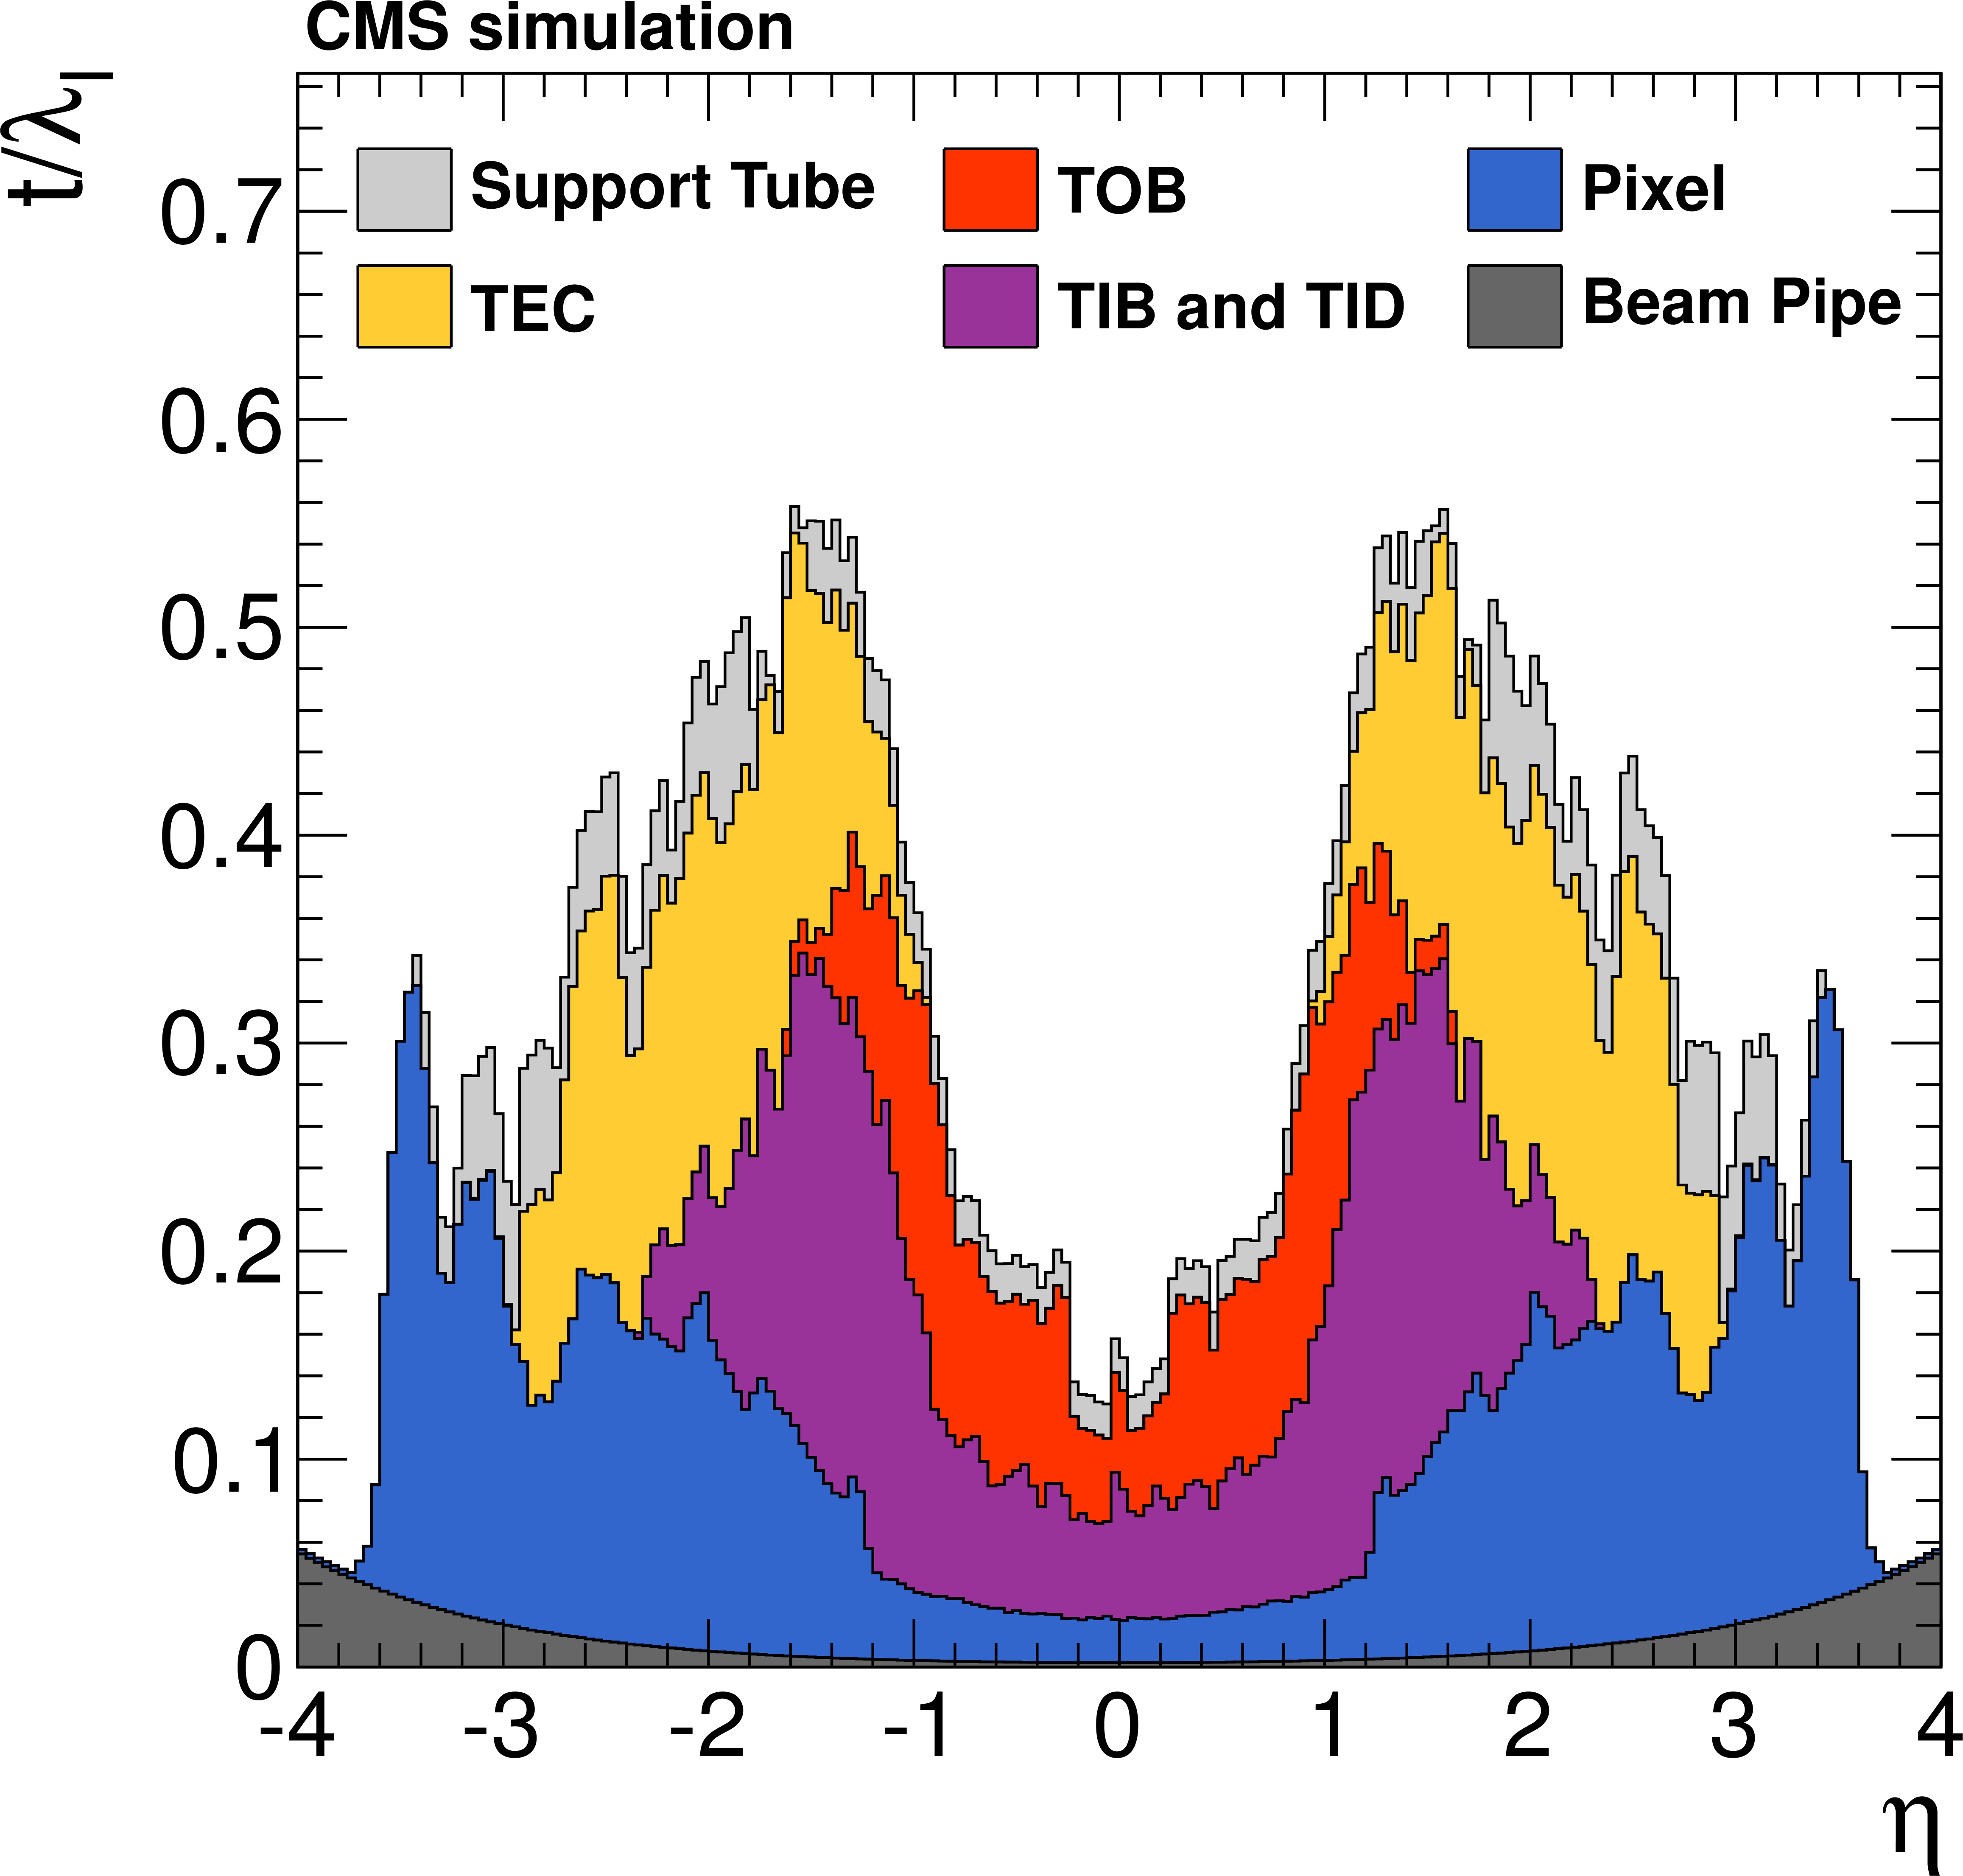 CMS simulation
t/λI
Support Tube
TOB
Pixel
TEC
TIB and TID
Beam Pipe
0.7
0.6
0.5
0.4
0.3
0.2
0.1
0
-4 -3 -2 -1 0 1 2 3 4
η